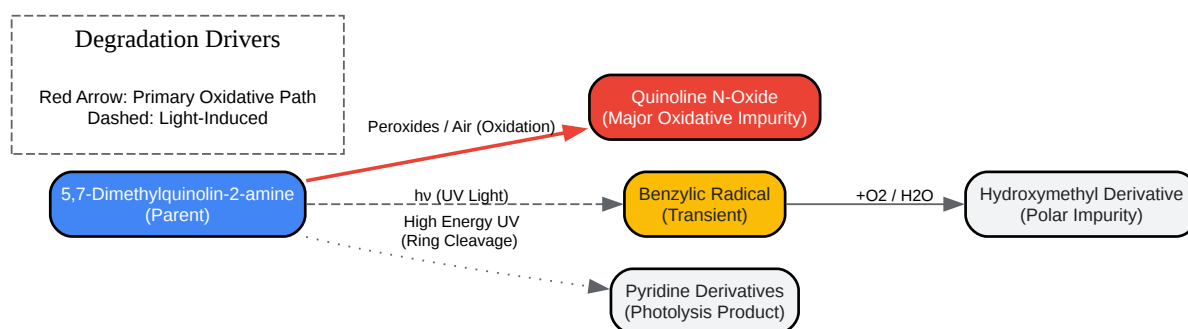 Degradation Drivers
Red Arrow: Primary Oxidative Path
Dashed: Light-Induced
Quinoline N-Oxide
(Major Oxidative Impurity)
Peroxides / Air (Oxidation)
5,7-Dimethylquinolin-2-amine
(Parent)
hν (UV Light)
High Energy UV
(Ring Cleavage)
Benzylic Radical
(Transient)
+O2 / H2O
Hydroxymethyl Derivative
(Polar Impurity)
Pyridine Derivatives
(Photolysis Product)